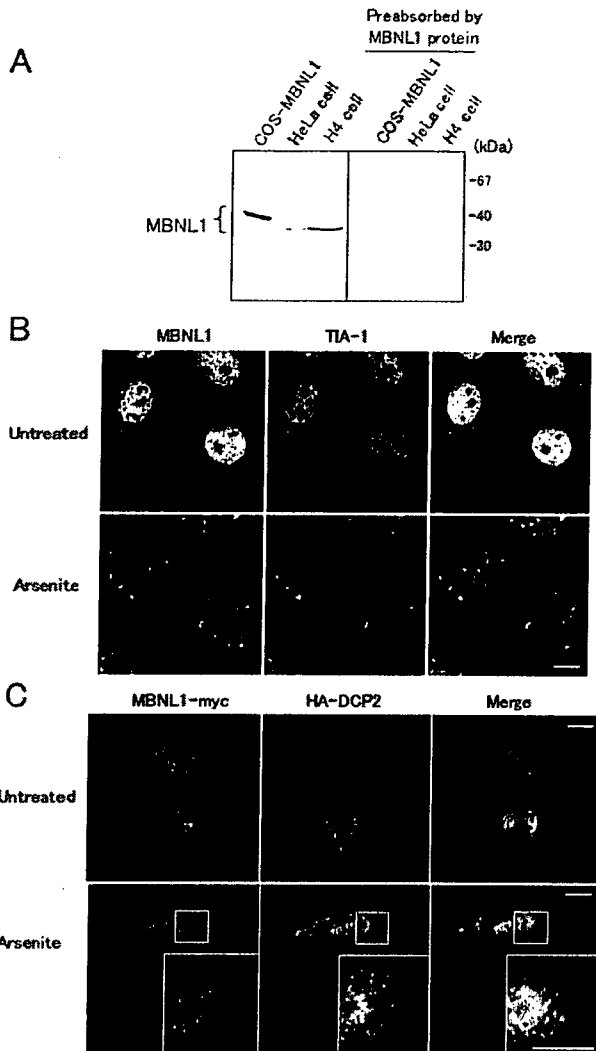 Preabsorbed by
MBNL1 protein
A
COS-MBNL1
HeLa cell
H4 cell
COS-MBNL1
HeLa cell
H4 cell
(kDa)
-67
MBNL1
-40
-30
B
MBNL1
TIA-1
Merge
Untreated
Arsenite
C
MBNL1-myc
HA-DCP2
Merge
Untreated
Arsenite